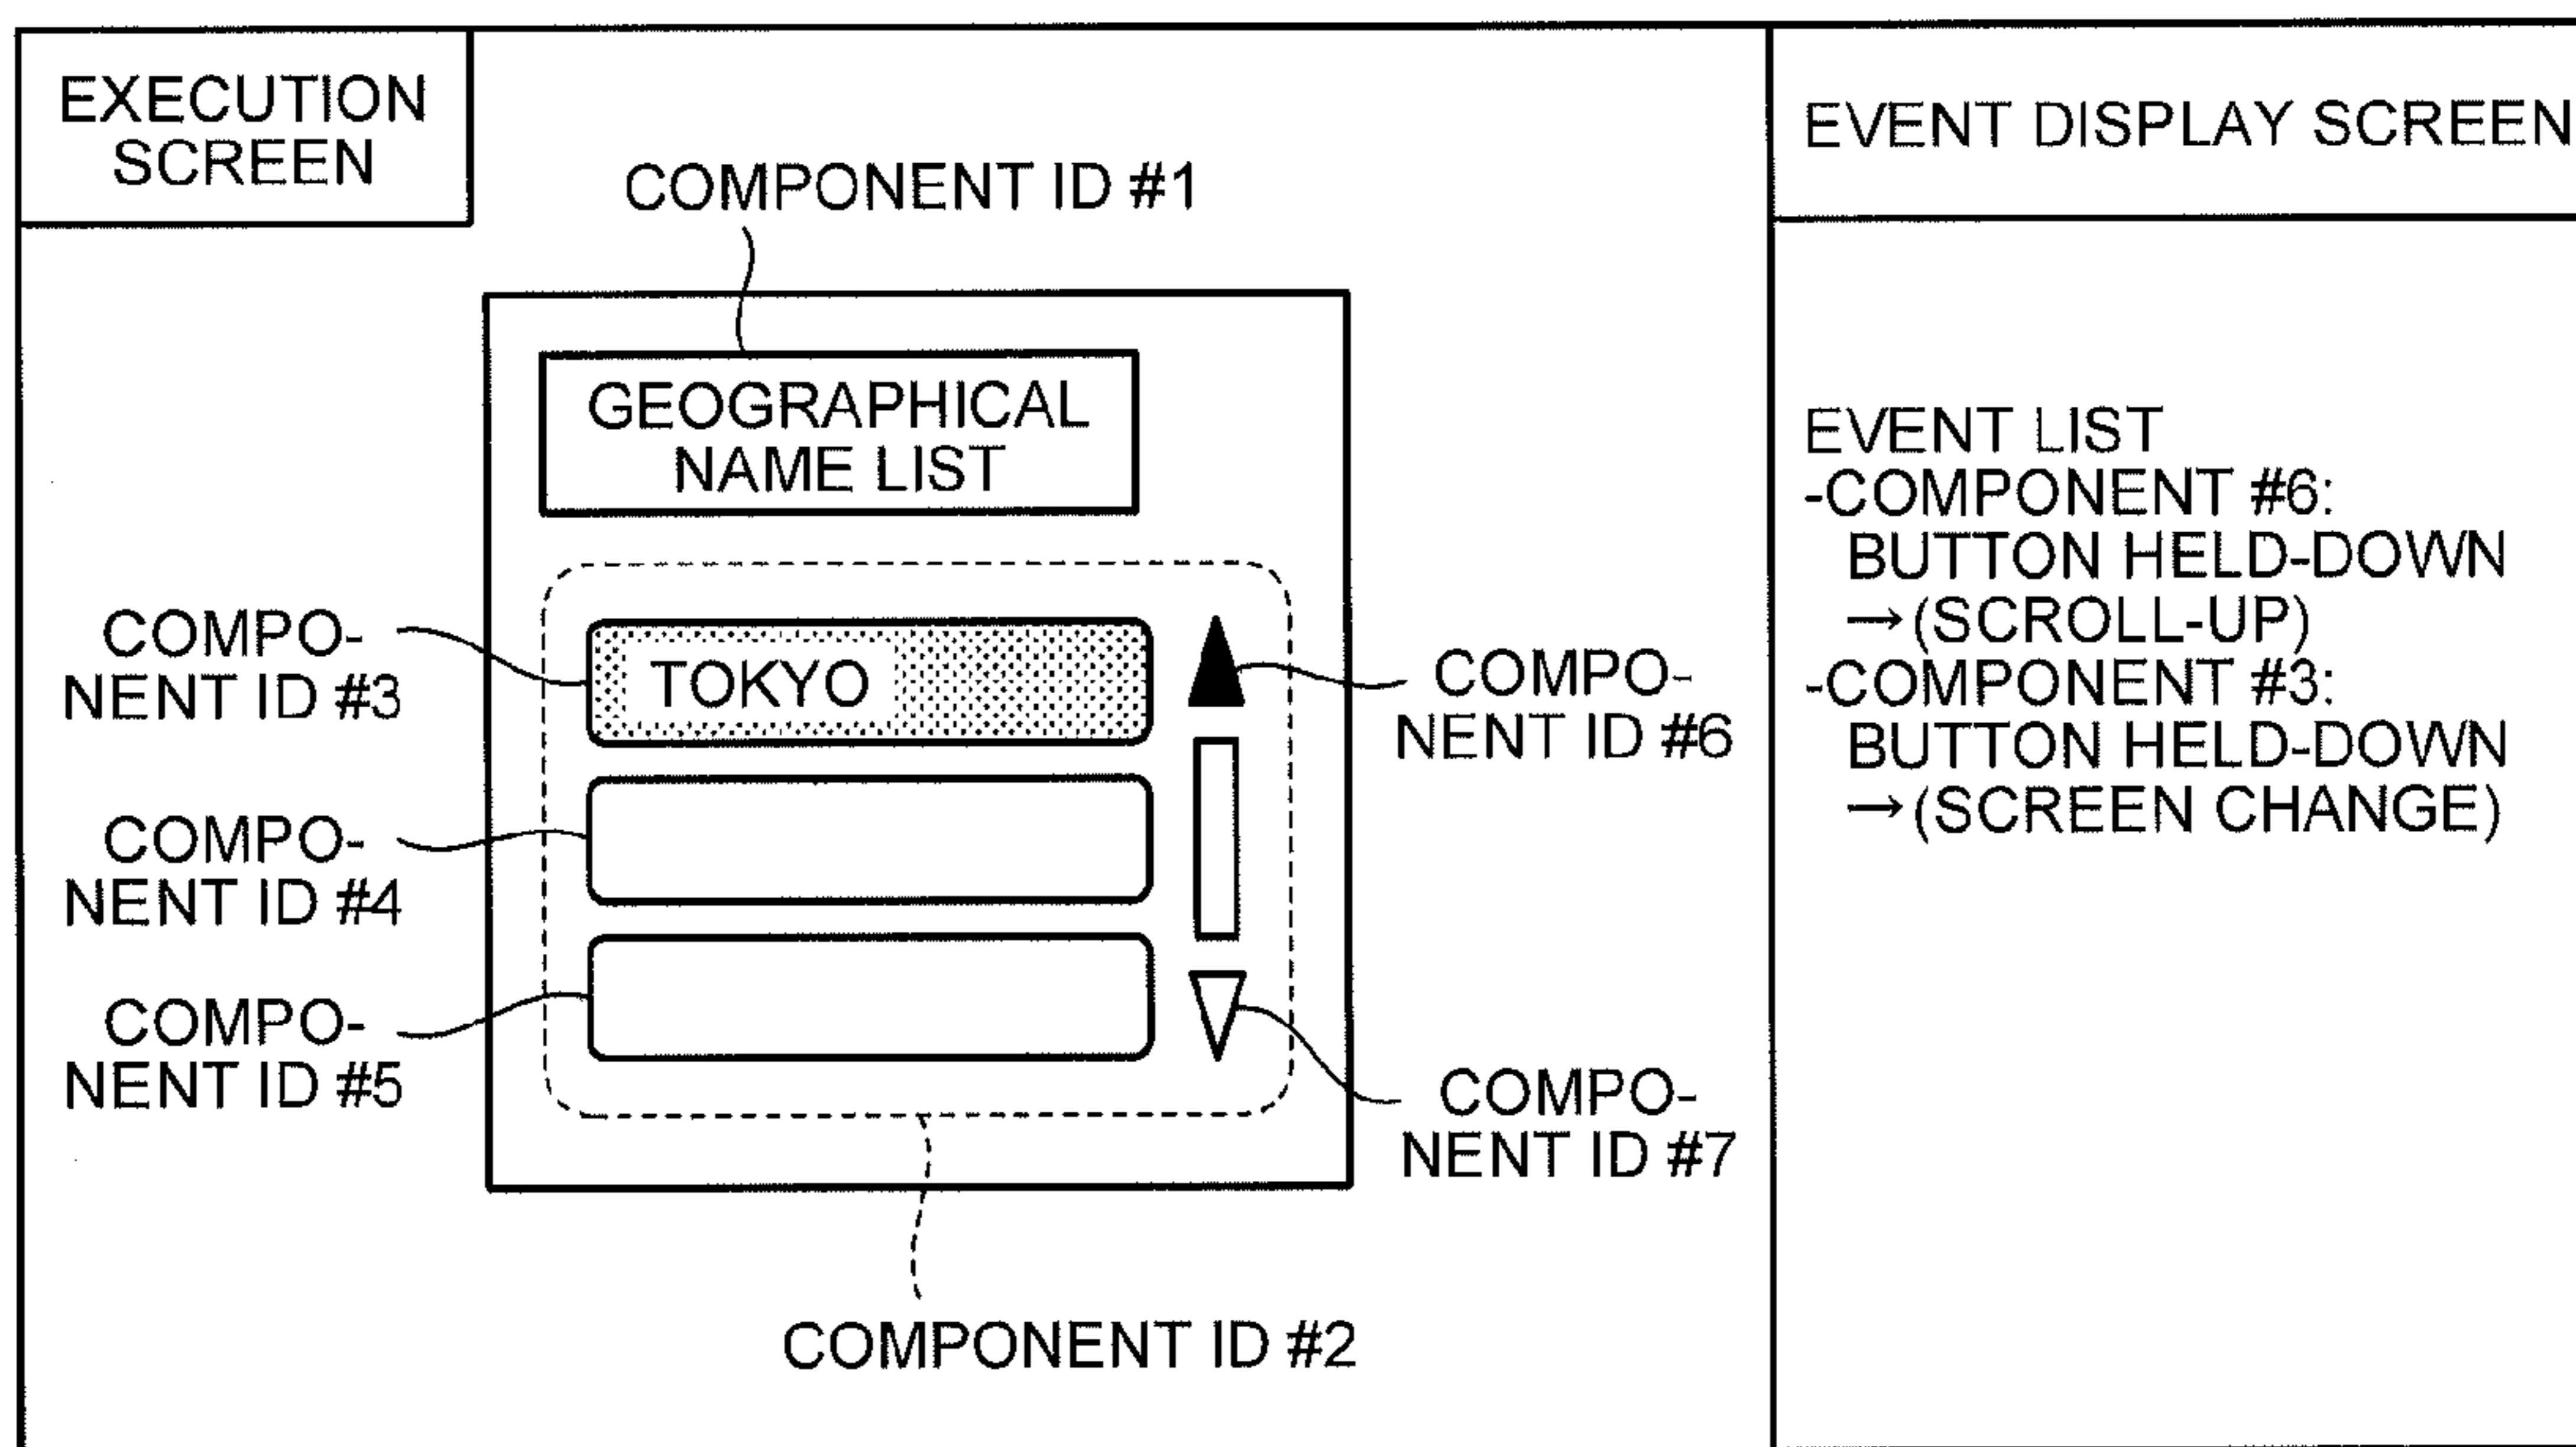 EXECUTION
SCREEN
EVENT DISPLAY SCREEN
COMPONENT ID #1
GEOGRAPHICAL
NAME LIST
COMPO-
NENT ID #3
TOKYO
COMPO-
NENT ID #6
COMPO-
NENT ID #4
COMPO-
NENT ID #5
COMPO-
NENT ID #7
COMPONENT ID #2
EVENT LIST
-COMPONENT #6:
BUTTON HELD-DOWN
→(SCROLL-UP)
-COMPONENT #3:
BUTTON HELD-DOWN
→(SCREEN CHANGE)